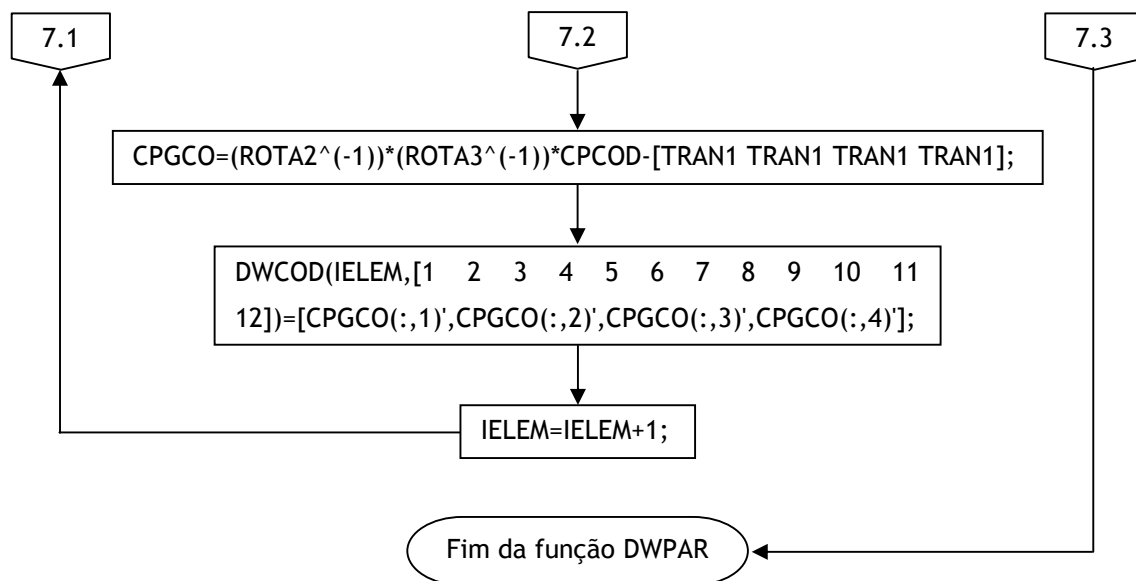 7.1
7.2
7.3
CPGCO=(ROTA2^(-1))*(ROTA3^(-1))*CPCOD-[TRAN1 TRAN1 TRAN1 TRAN1];
DWCOD(IELEM,[1 2 3 4 5 6 7 8 9 10 11
12])=[CPGCO(:,1)',CPGCO(:,2)',CPGCO(:,3)',CPGCO(:,4)'];
IELEM=IELEM+1;
Fim da função DWPAR